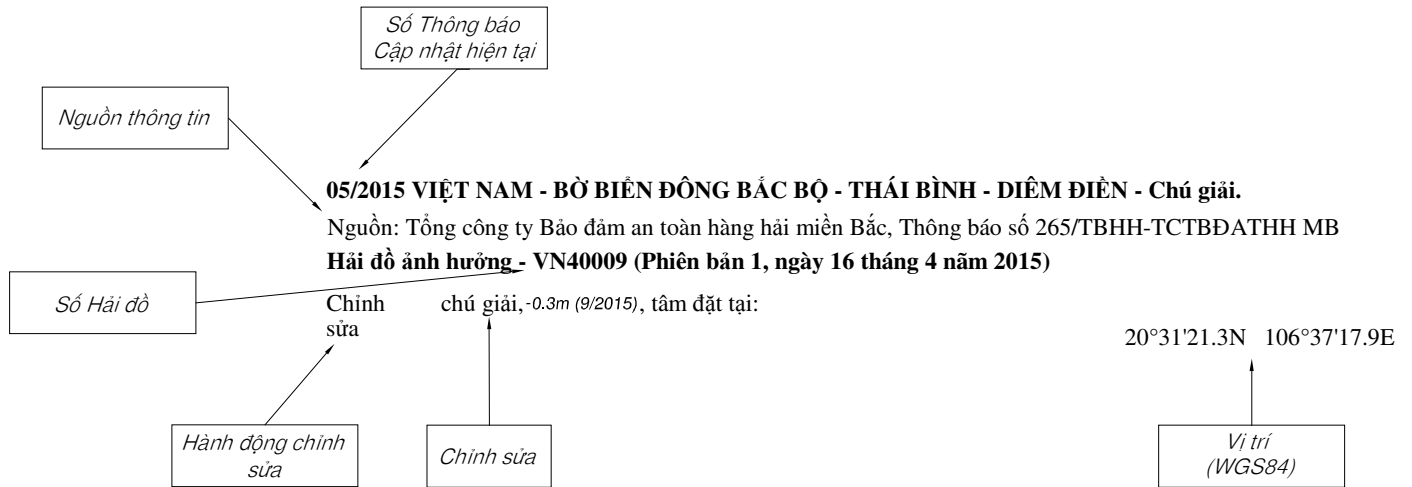 Số Thông báo
Cập nhật hiện tại
Nguồn thông tin
05/2015 VIỆT NAM - BỜ BIỂN ĐÔNG BẮC BỘ - THÁI BÌNH - DIÊM ĐIỀN - Chú giải.
Nguồn: Tổng công ty Bảo đảm an toàn hàng hải miền Bắc, Thông báo số 265/TBHH-TCTBĐATHH MB
Hải đồ ảnh hưởng - VN40009 (Phiên bản 1, ngày 16 tháng 4 năm 2015)
Số Hải đồ
Chỉnh sửa chú giải, -0.3m (9/2015), tâm đặt tại:
20°31'21.3N 106°37'17.9E
Hành động chỉnh
sửa
Chỉnh sửa
Vị trí
(WGS84)